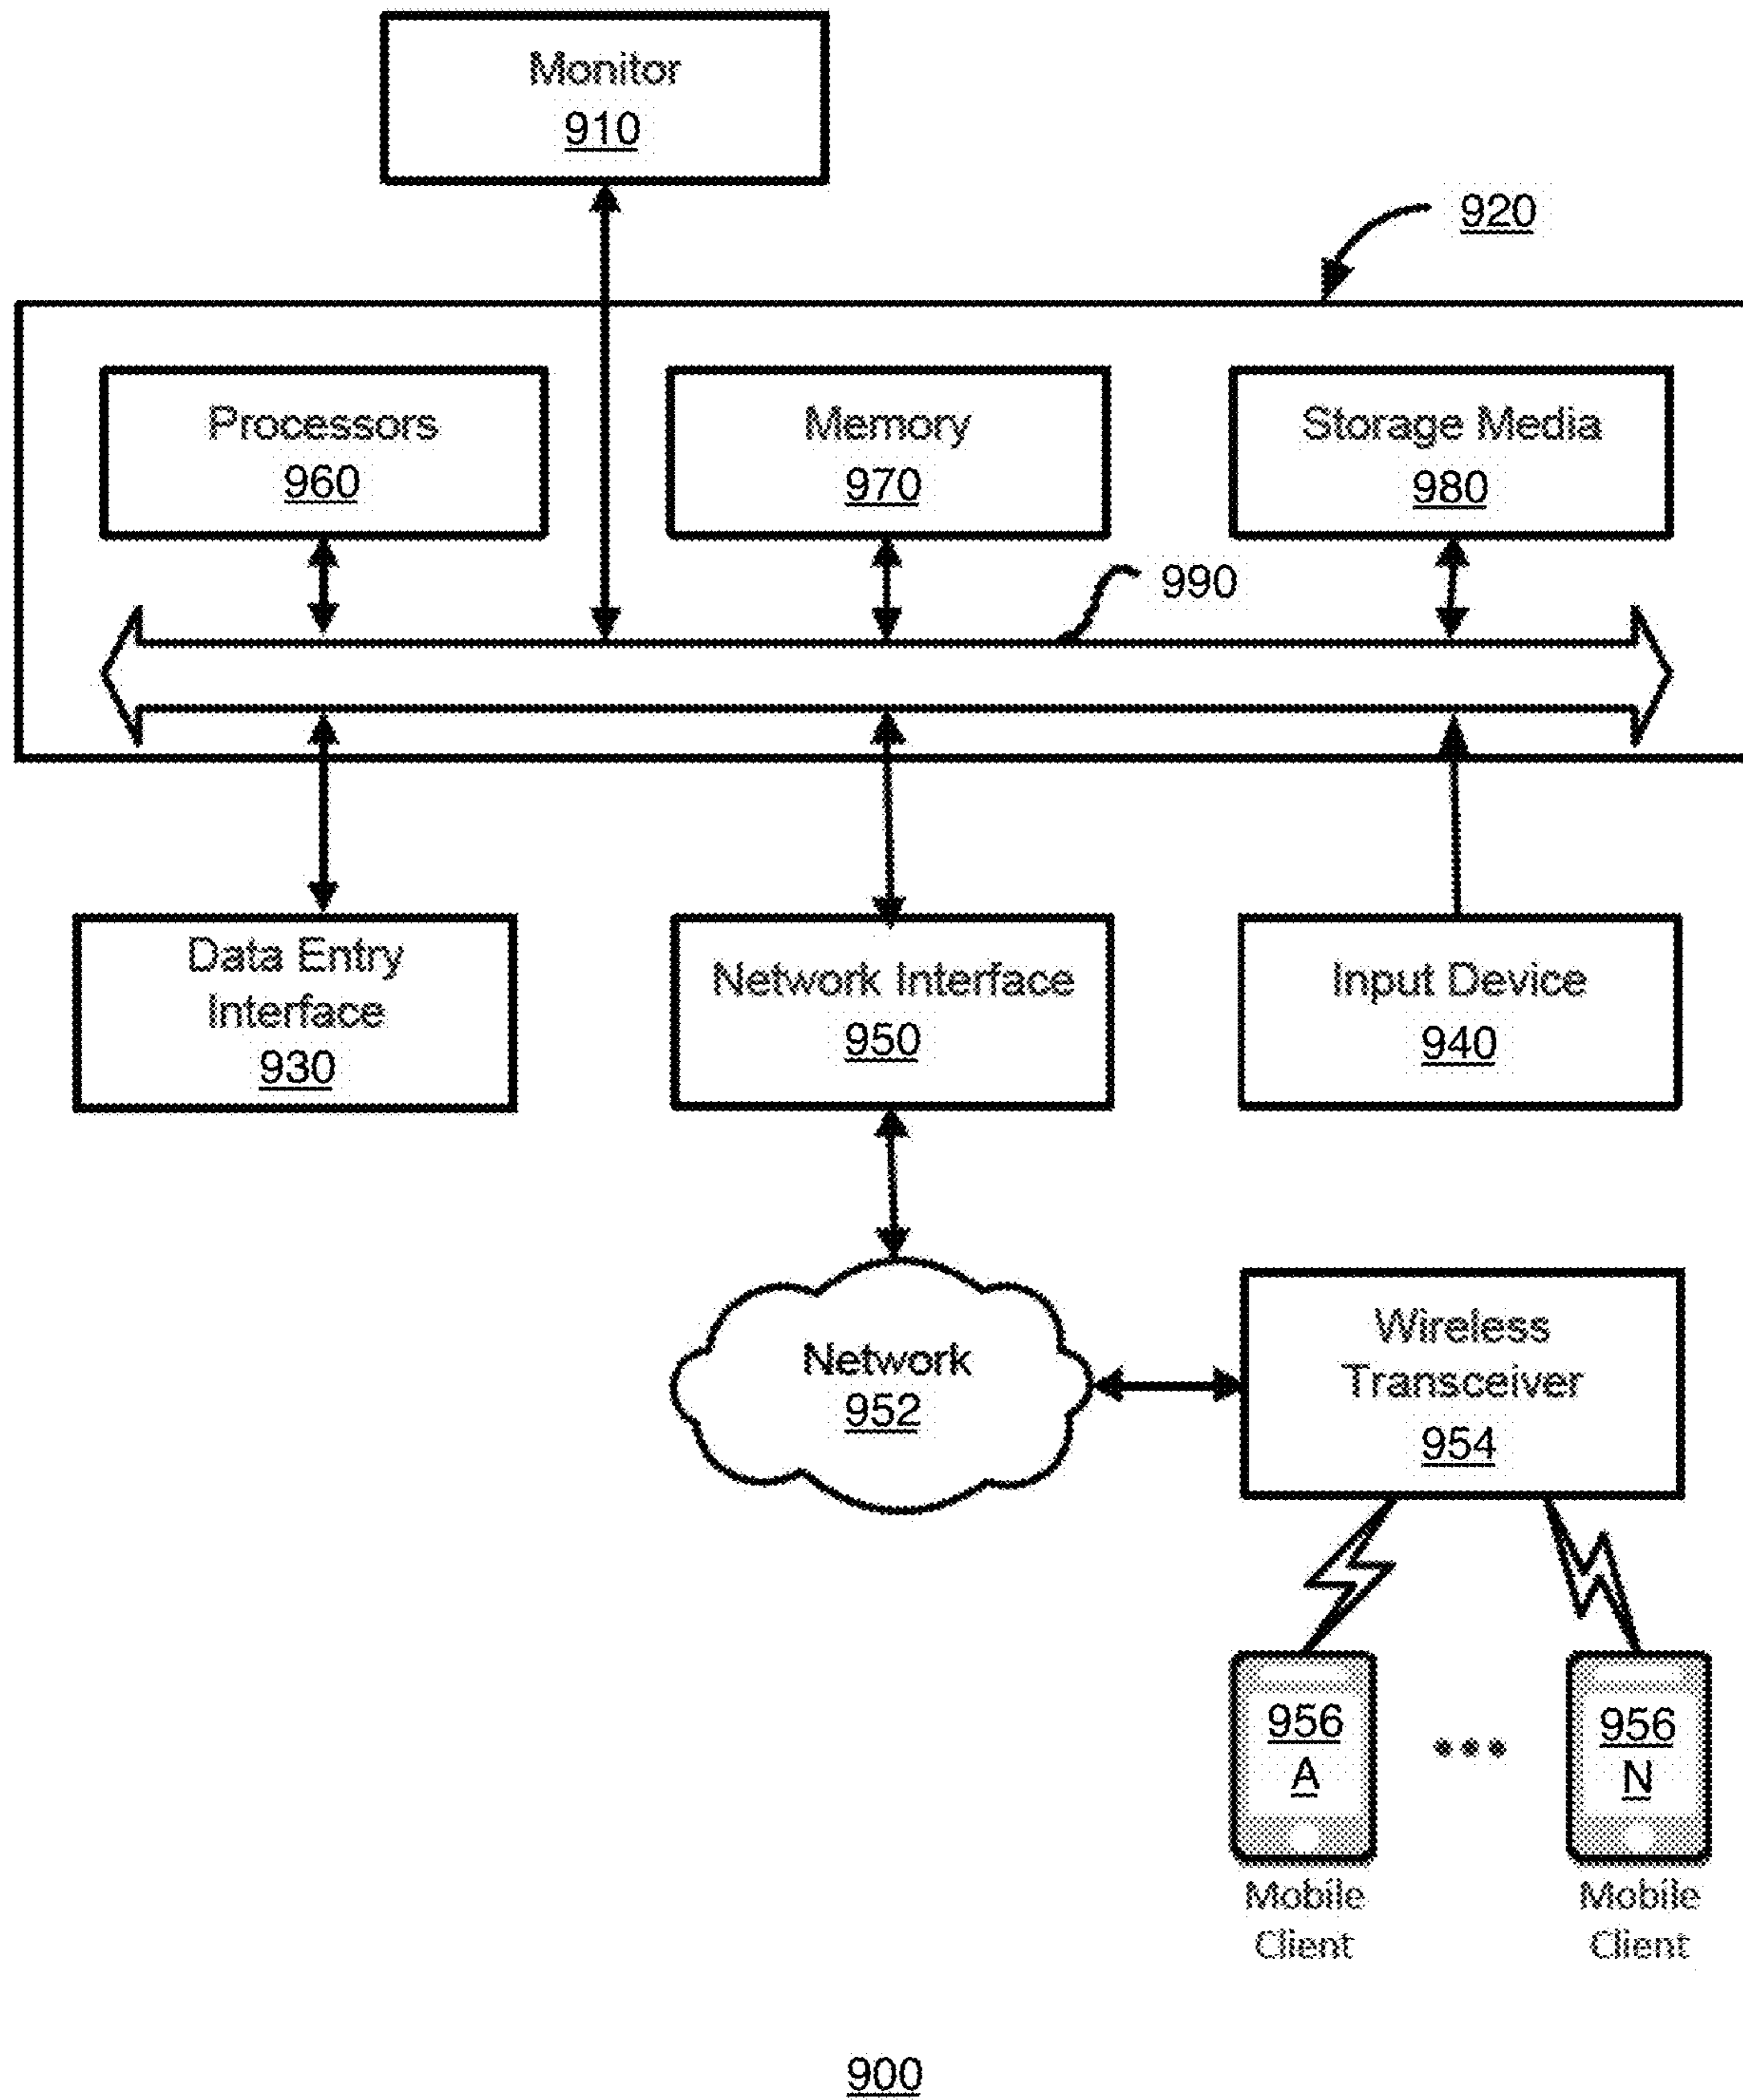 Monitor
910
920
Processors
960
Memory
970
Storage Media
980
990
Data Entry
Interface
930
Network Interface
950
Input Device
940
Network
952
Wireless
Transceiver
954
956
A
...
956
N
Mobile
Client
Mobile
Client
900